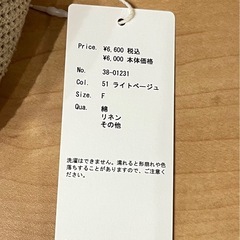 Price. ¥6,600 税込
¥6,000 本体価格
No. 38-01231
Col. 51 ライトベージュ
Size. F
Qua. 綿
リネン
その他
洗濯はできません。濡れると形崩れや色
落ちすることがありますので、ご注意くだ
さい。